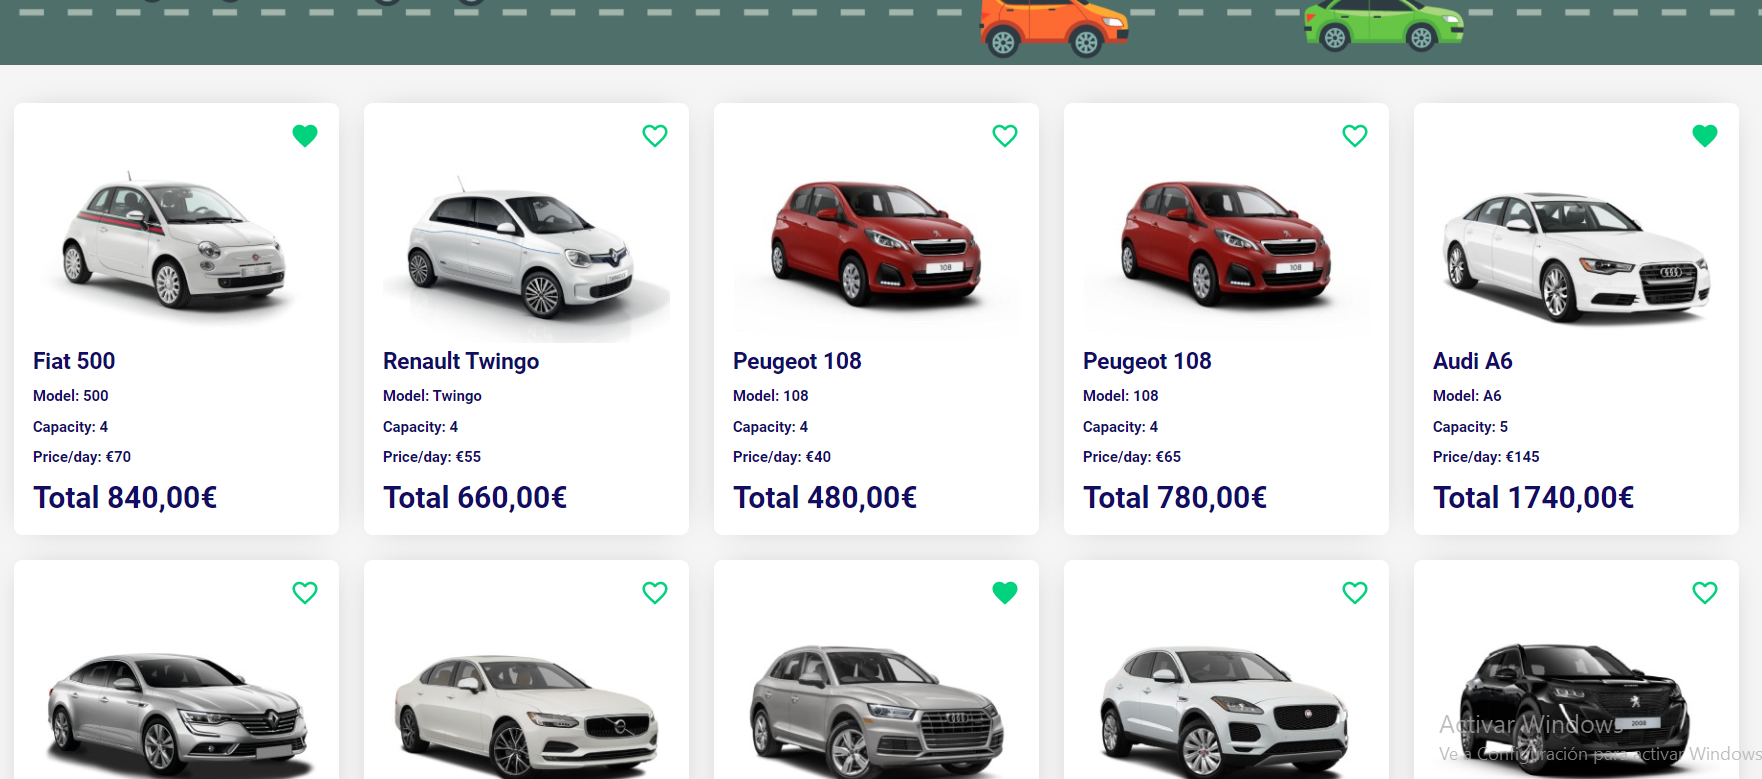 108
108
Fiat 500
Model: 500
Capacity: 4
Price/day: €70
Total 840,00€
Renault Twingo
Model: Twingo
Capacity: 4
Price/day: €55
Total 660,00€
Peugeot 108
Model: 108
Capacity: 4
Price/day: €40
Total 480,00€
Peugeot 108
Model: 108
Capacity: 4
Price/day: €65
Total 780,00€
Audi A6
Model: A6
Capacity: 5
Price/day: €145
Total 1740,00€
2008
Activar Windows
Ve a Configuración para activar Windows